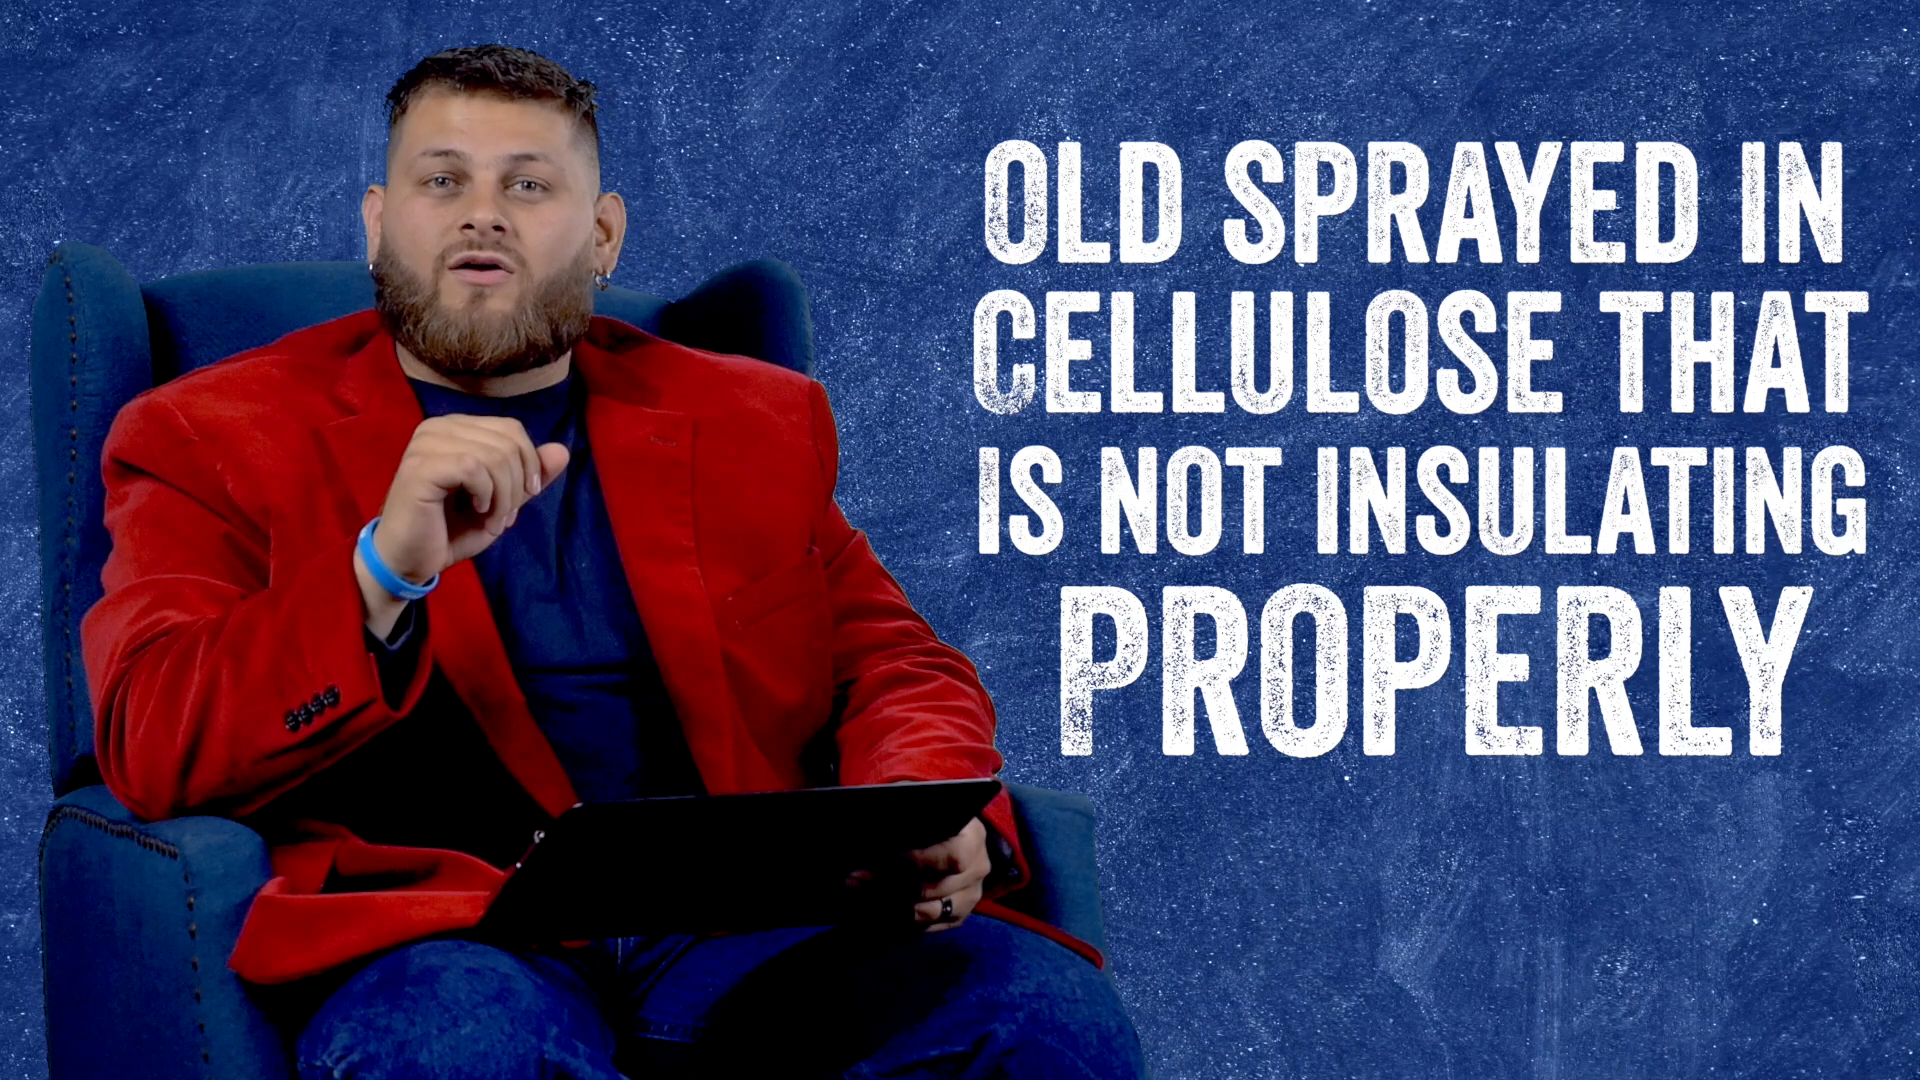 OLD SPRAYED IN
CELLULOSE THAT
IS NOT INSULATING
PROPERLY